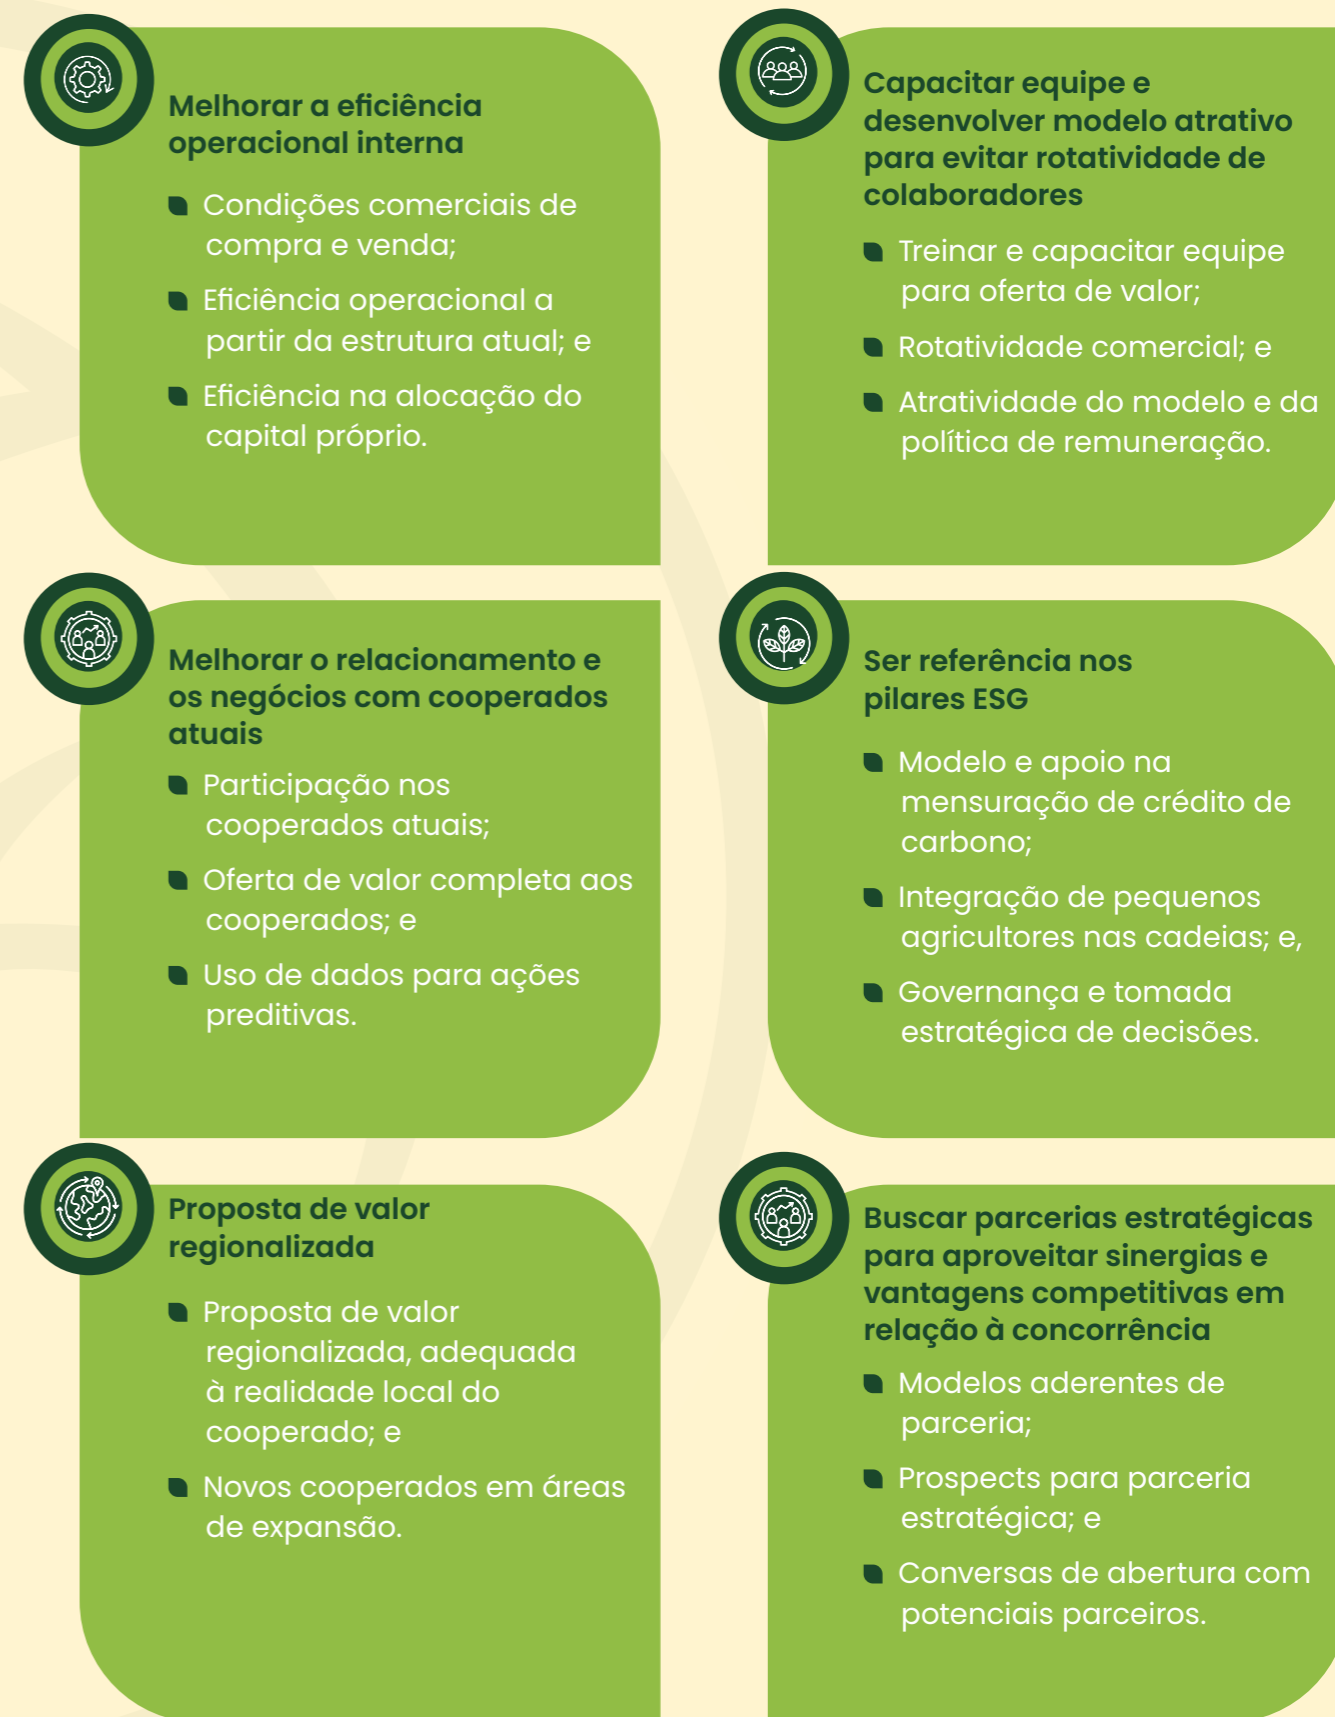 Melhorar a eficiência
operacional interna
Condições comerciais de
compra e venda;
Eficiência operacional a
partir da estrutura atual; e
Eficiência na alocação do
capital próprio.
Capacitar equipe e
desenvolver modelo atrativo
para evitar rotatividade de
colaboradores
Treinar e capacitar equipe
para oferta de valor;
Rotatividade comercial; e
Atratividade do modelo e da
política de remuneração.
Melhorar o relacionamento e
os negócios com cooperados
atuais
Participação nos
cooperados atuais;
Oferta de valor completa aos
cooperados; e
Uso de dados para ações
preditivas.
Ser referência nos
pilares ESG
Modelo e apoio na
mensuração de crédito de
carbono;
Integração de pequenos
agricultores nas cadeias; e,
Governança e tomada
estratégica de decisões.
Proposta de valor
regionalizada
Proposta de valor
regionalizada, adequada
à realidade local do
cooperado; e
Novos cooperados em áreas
de expansão.
Buscar parcerias estratégicas
para aproveitar sinergias e
vantagens competitivas em
relação à concorrência
Modelos aderentes de
parceria;
Prospects para parceria
estratégica; e
Conversas de abertura com
potenciais parceiros.